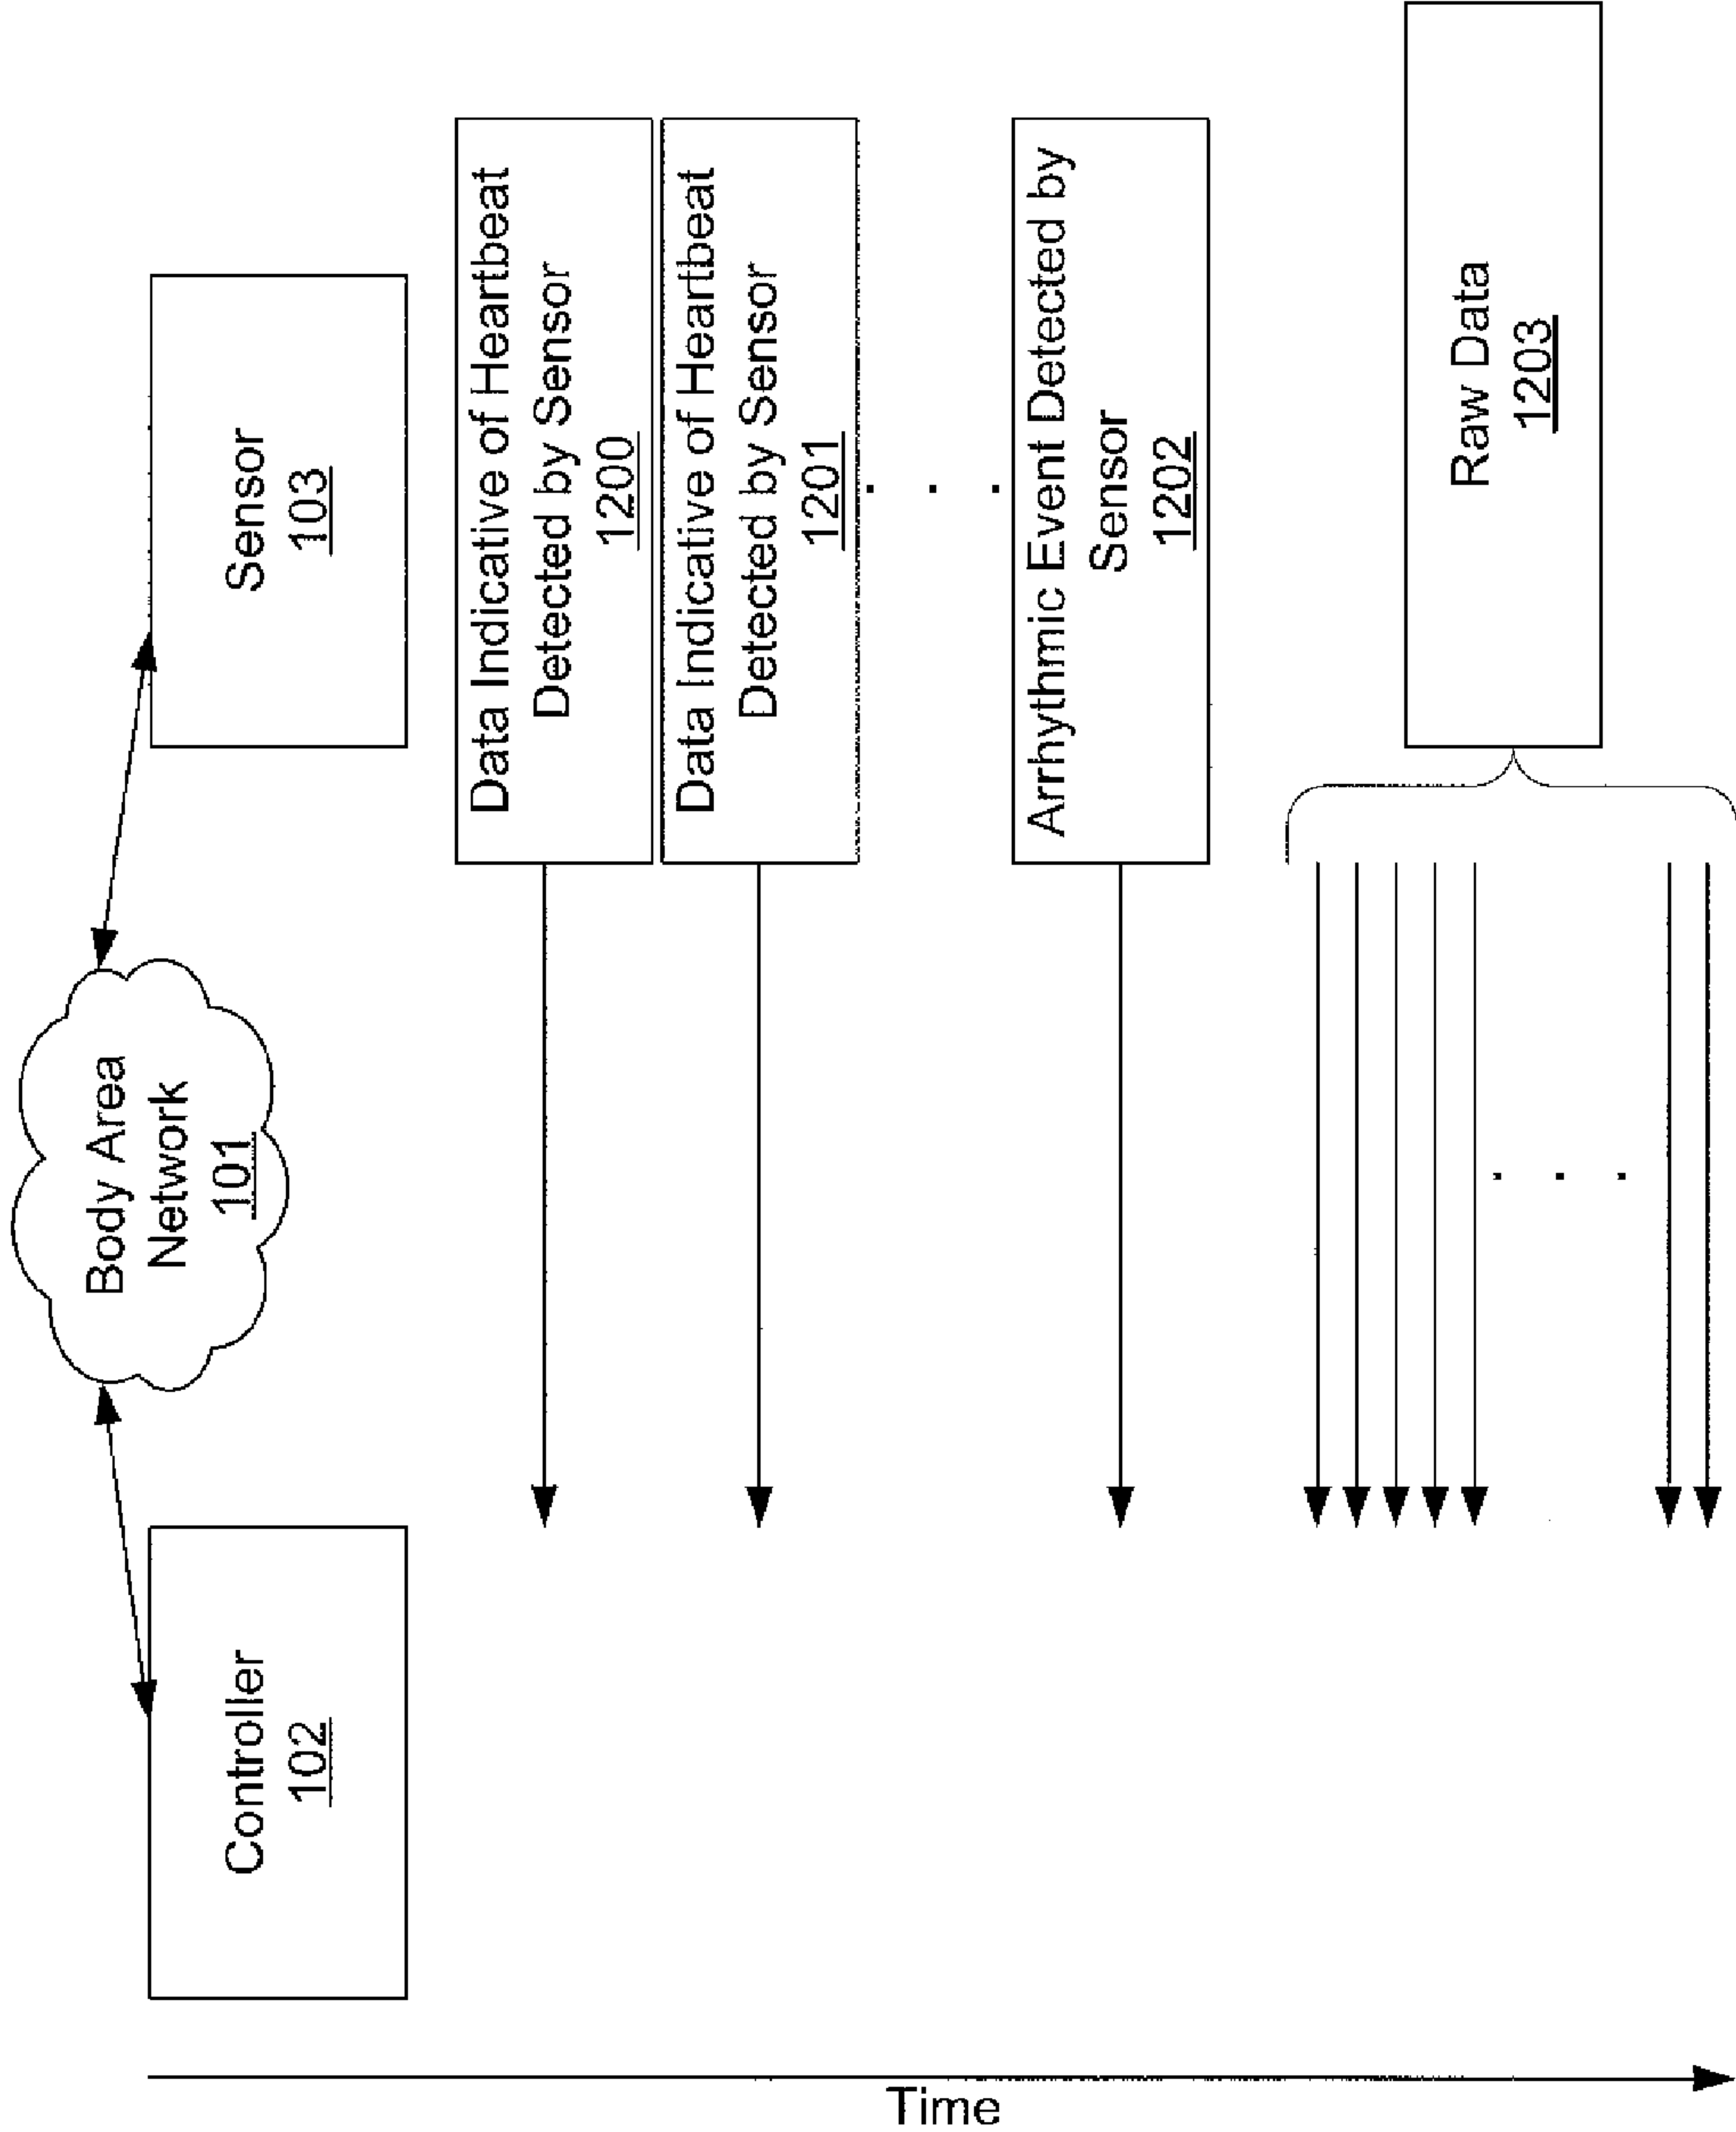 Body Area
Network
101
Controller
102
Sensor
103
Data Indicative of Heartbeat
Detected by Sensor
1200
Data Indicative of Heartbeat
Detected by Sensor
1201
Arrhythmic Event Detected by
Sensor
1202
Raw Data
1203
Time